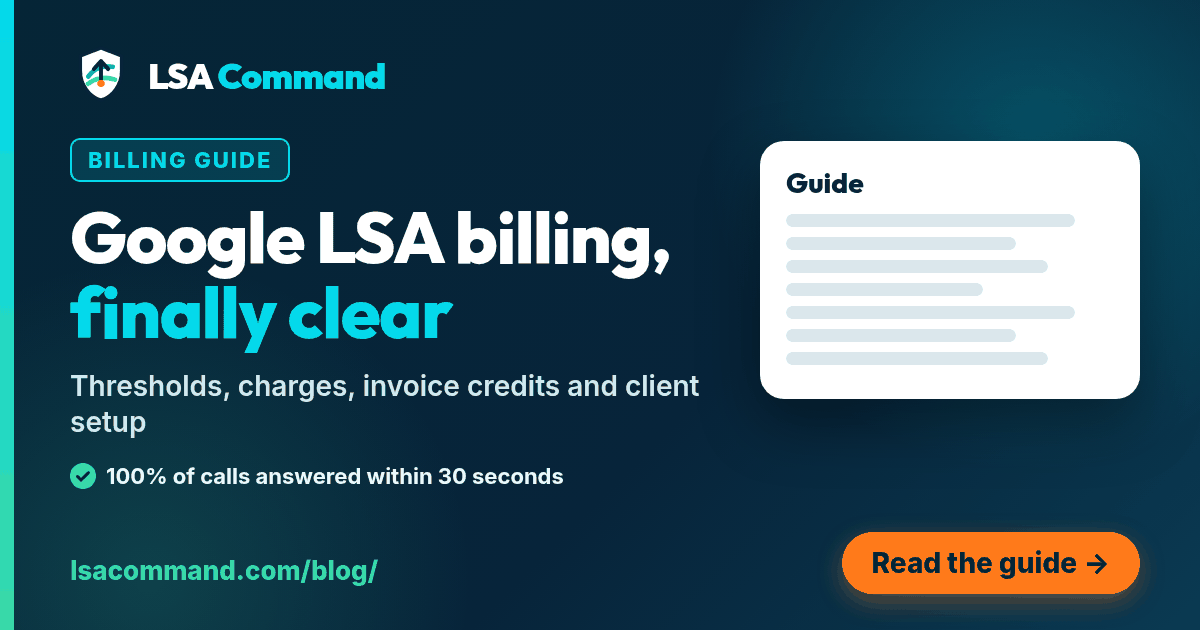 LSA Command
BILLING GUIDE
Google LSA billing,
finally clear
Thresholds, charges, invoice credits and client
setup
100% of calls answered within 30 seconds
lsacommand.com/blog/
Guide
Read the guide →